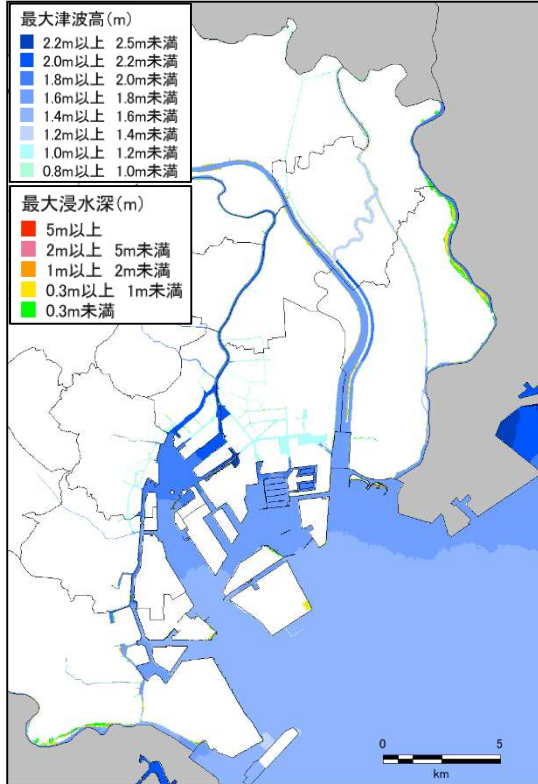 最大津波高(m)
2.2m以上 2.5m未満
2.0m以上 2.2m未満
1.8m以上 2.0m未満
1.6m以上 1.8m未満
1.4m以上 1.6m未満
1.2m以上 1.4m未満
1.0m以上 1.2m未満
0.8m以上 1.0m未満
最大浸水深(m)
5m以上
2m以上 5m未満
1m以上 2m未満
0.3m以上 1m未満
0.3m未満
0 5
km